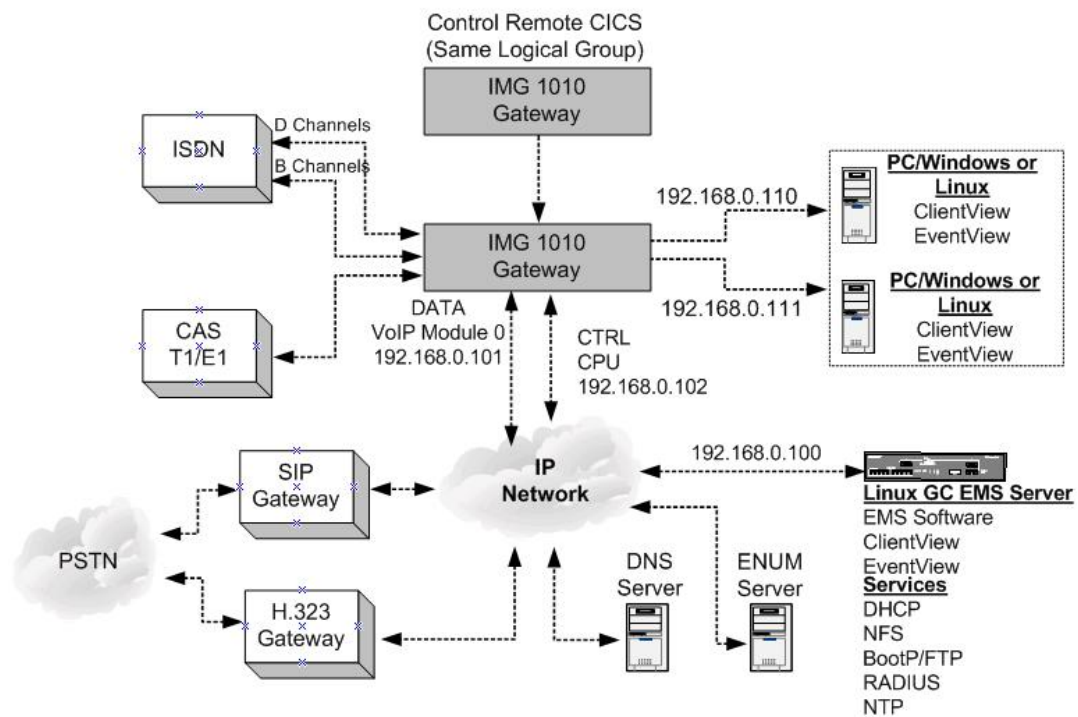 Control Remote CICS
(Same Logical Group)
IMG 1010
Gateway
D Channels
ISDN
B Channels
IMG 1010
Gateway
192.168.0.110
PC/Windows or
Linux
ClientView
EventView
192.168.0.111
PC/Windows or
Linux
ClientView
EventView
CAS
T1/E1
DATA
VoIP Module 0
192.168.0.101
CTRL
CPU
192.168.0.102
IP
Network
192.168.0.100
Linux GC EMS Server
EMS Software
ClientView
EventView
Services
DHCP
NFS
BootP/FTP
RADIUS
NTP
SIP
Gateway
PSTN
H.323
Gateway
DNS
Server
ENUM
Server